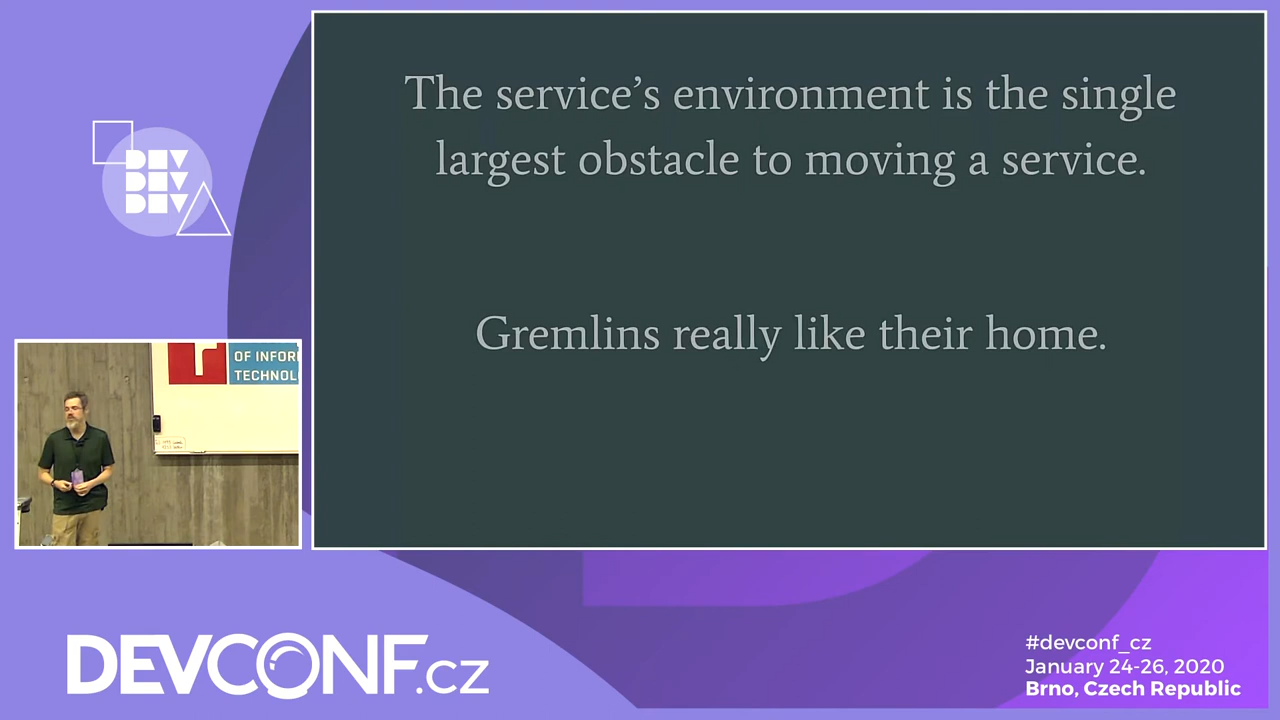 The service’s environment is the single
largest obstacle to moving a service.
Gremlins really like their home.
DEV
DEV
DEV
OF INFOR
TECHNOL
DEVCONF.cz
#devconf_cz
January 24-26, 2020
Brno, Czech Republic